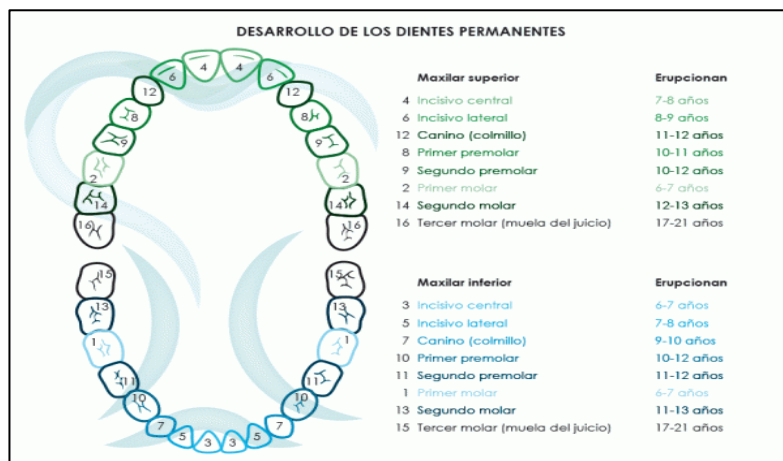 DESARROLLO DE LOS DIENTES PERMANENTES
Maxilar superior Erupcionan
4 Incisivo central 7-8 años
6 Incisivo lateral 8-9 años
12 Canino (colmillo) 11-12 años
8 Primer premolar 10-11 años
9 Segundo premolar 10-12 años
2 Primer molar 6-7 años
14 Segundo molar 12-13 años
16 Tercer molar (muela del juicio) 17-21 años
Maxilar inferior Erupcionan
3 Incisivo central 6-7 años
5 Incisivo lateral 7-8 años
7 Canino (colmillo) 9-10 años
10 Primer premolar 10-12 años
11 Segundo premolar 11-12 años
1 Primer molar 6-7 años
13 Segundo molar 11-13 años
15 Tercer molar (muela del juicio) 17-21 años
6 4 4 6
12 12
8 8
9 9
2 2
14 14
16 16
15 15
13 13
1 1
11 11
10 10
7 7
5 3 3 5